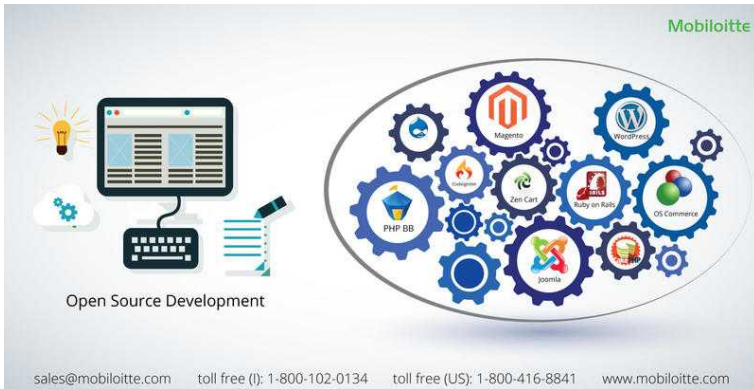 Mobiloitte
Magento
WordPress
CodeIgniter
Zen Cart
RAILS
Ruby on Rails
OS Commerce
PHP BB
Joomla
Open Source Development
sales@mobiloitte.com toll free (I): 1-800-102-0134 toll free (US): 1-800-416-8841 www.mobiloitte.com